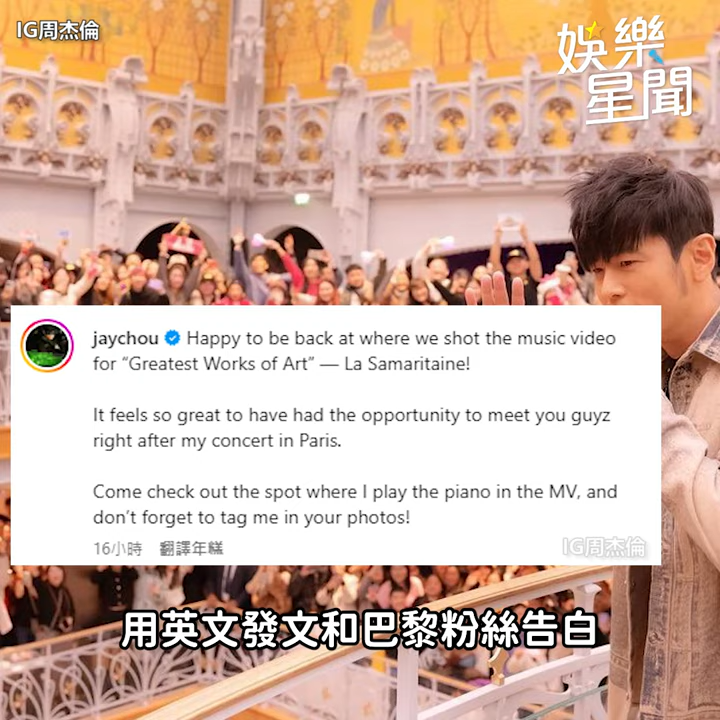 IG周杰倫
娛樂
星聞
jaychou Happy to be back at where we shot the music video
for “Greatest Works of Art” — La Samaritaine!
It feels so great to have had the opportunity to meet you guyz
right after my concert in Paris.
Come check out the spot where I play the piano in the MV, and
don’t forget to tag me in your photos!
16小時 翻譯年糕
IG周杰倫
用英文發文和巴黎粉絲告白